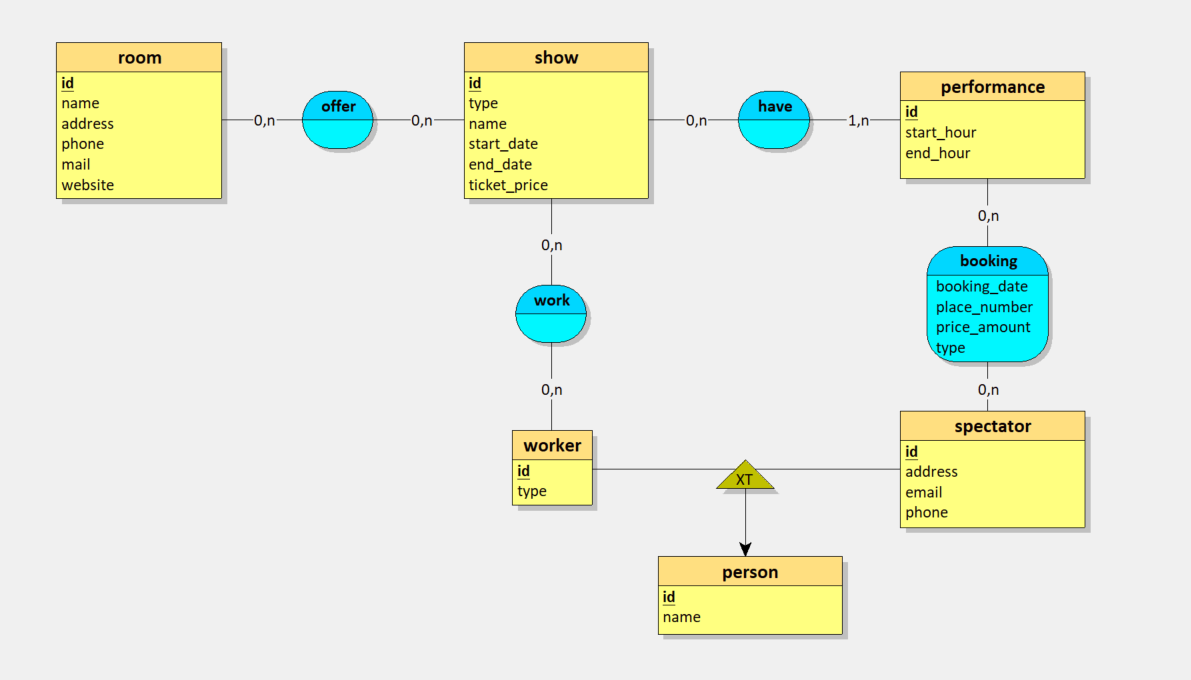 room
id
name
address
phone
mail
website
0,n
offer
0,n
show
id
type
name
start_date
end_date
ticket_price
0,n
have
1,n
performance
id
start_hour
end_hour
0,n
booking
booking_date
place_number
price_amount
type
0,n
0,n
work
0,n
worker
id
type
XT
spectator
id
address
email
phone
person
id
name